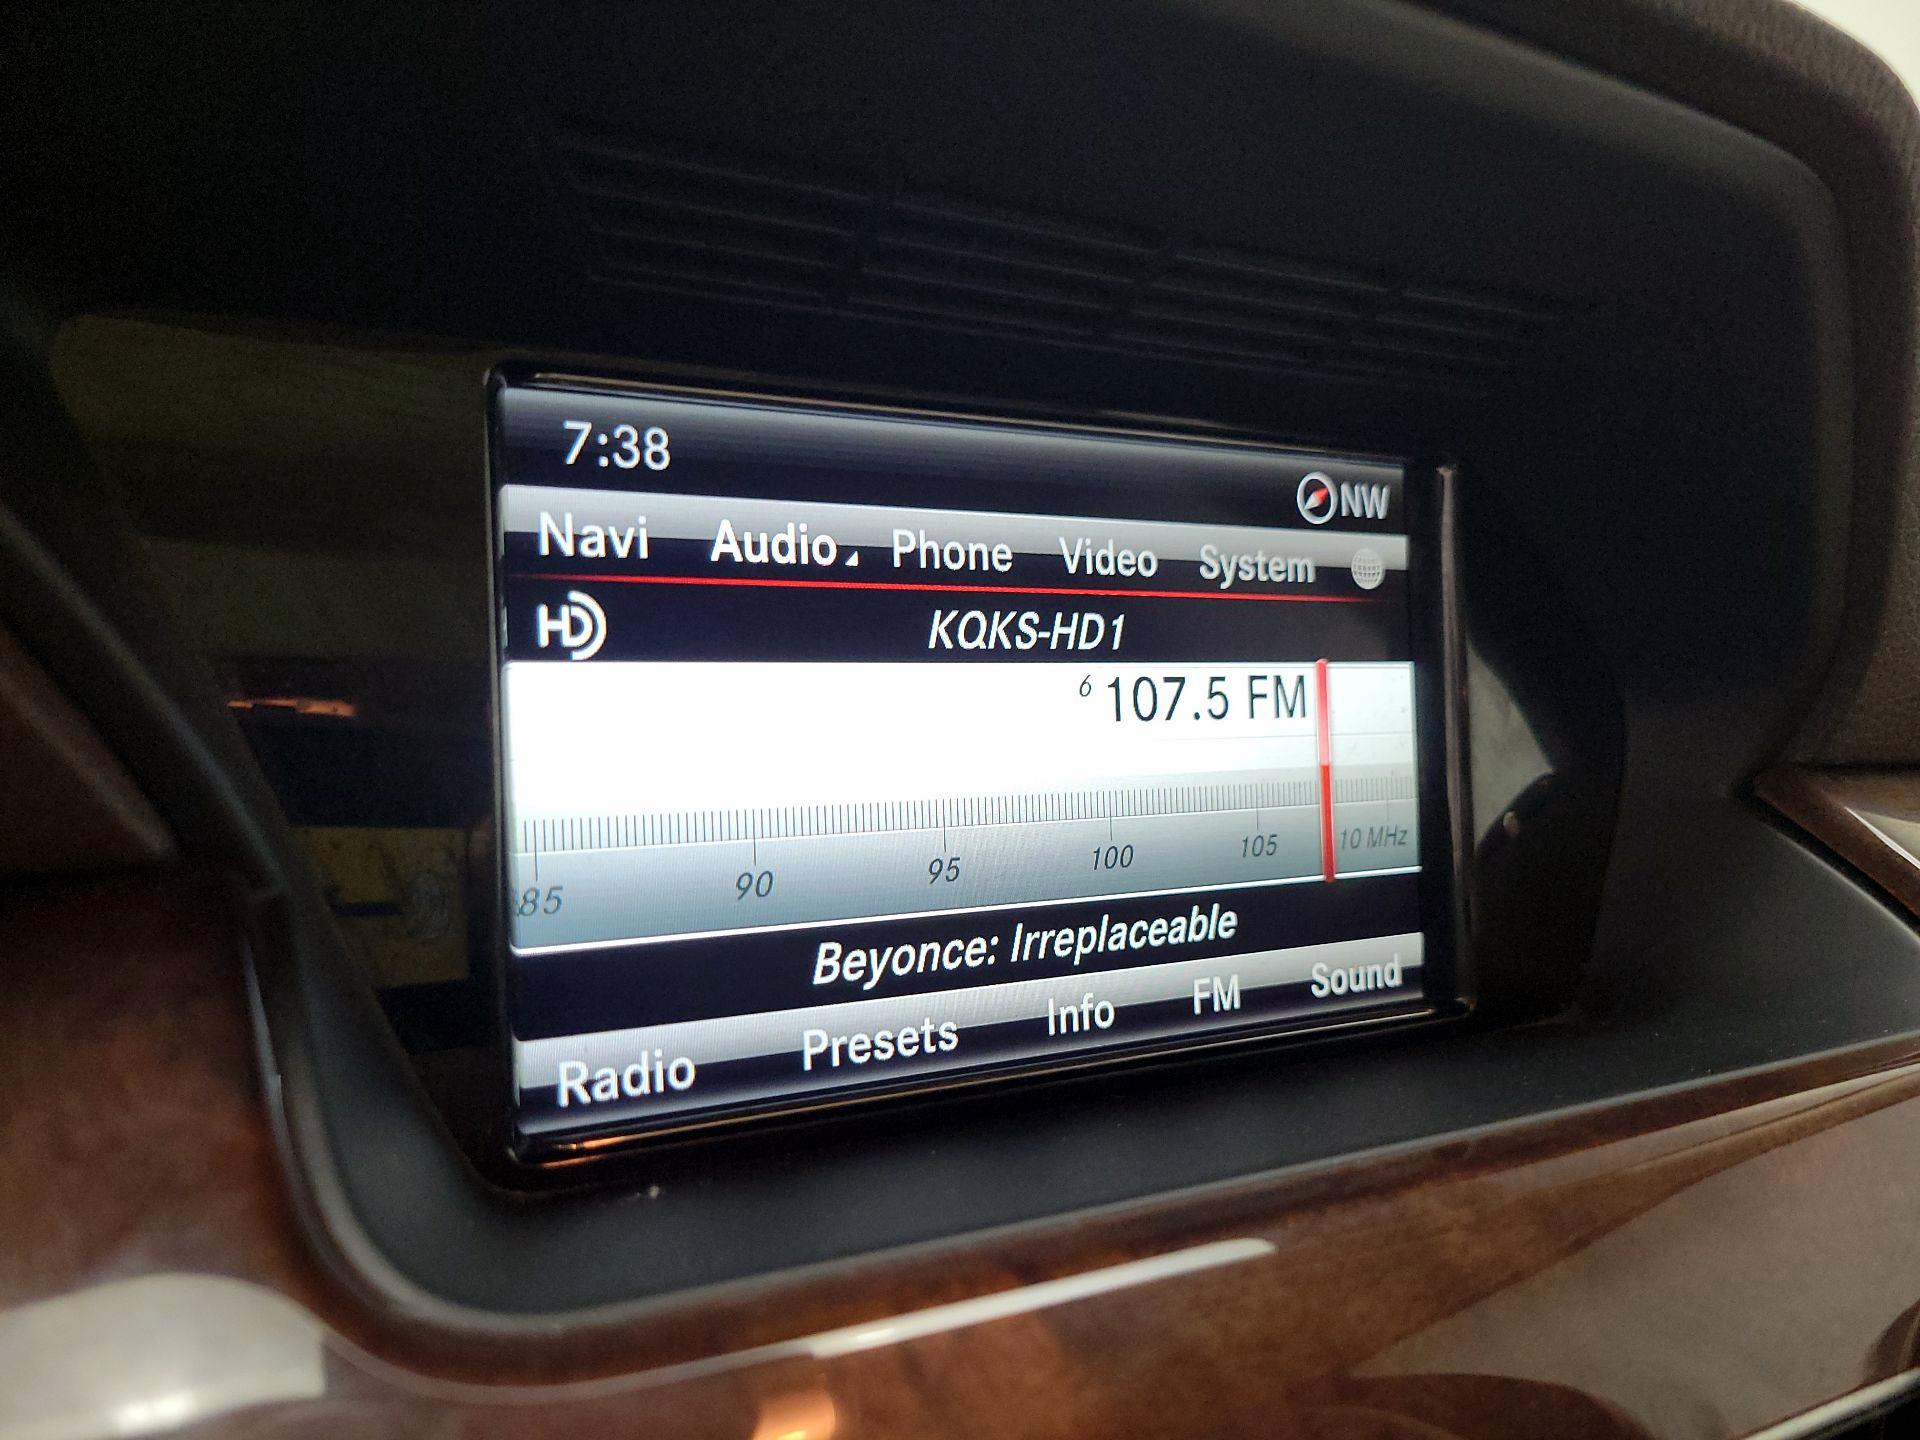 7:38
NW
Navi Audio Phone Video System
HD KQKS-HD1
6 107.5 FM
85 90 95 100 105 10 MHz
Beyonce: Irreplaceable
Radio Presets Info FM Sound